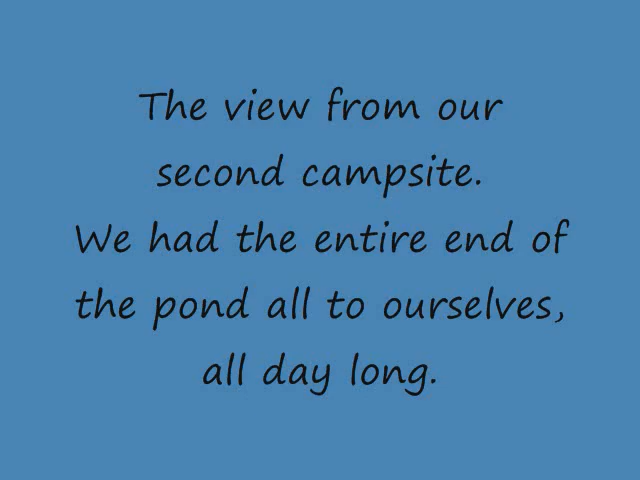 The view from our
second campsite.
We had the entire end of
the pond all to ourselves,
all day long.